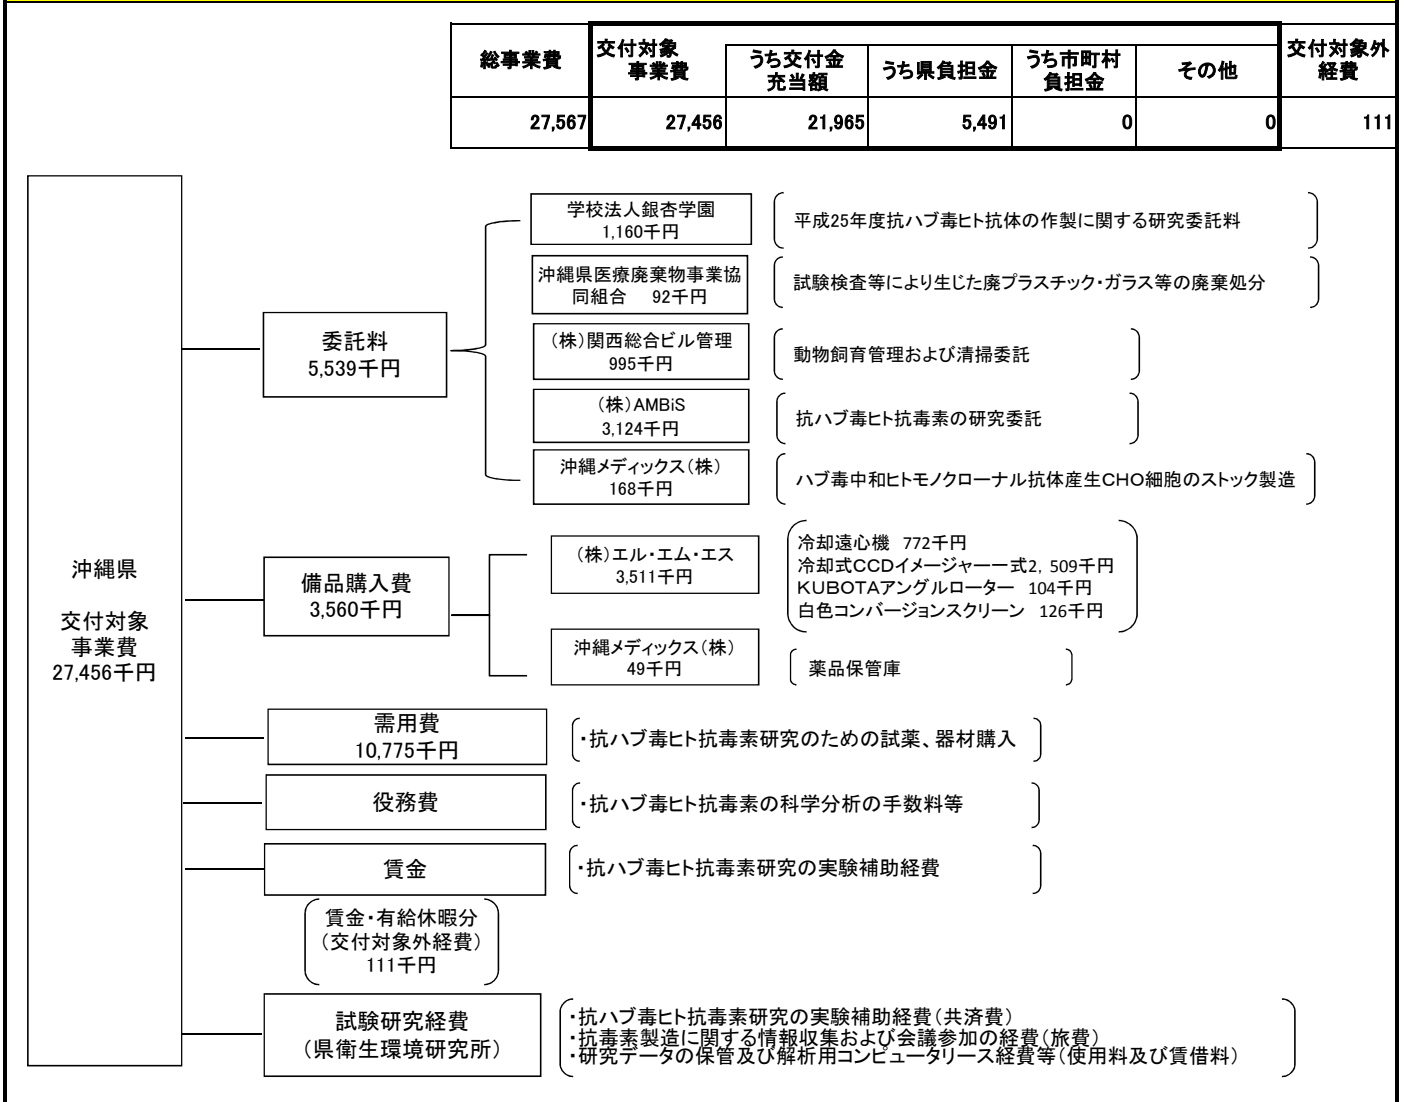 総事業費
交付対象
事業費
うち交付金
充当額
うち県負担金
うち市町村
負担金
その他
交付対象外
経費
27,567
27,456
21,965
5,491
0
0
111
沖縄県
交付対象
事業費
27,456千円
委託料
5,539千円
学校法人銀杏学園
1,160千円
平成25年度抗ハブ毒ヒト抗体の作製に関する研究委託料
沖縄県医療廃棄物事業協
同組合 92千円
試験検査等により生じた廃プラスチック・ガラス等の廃棄処分
(株)関西総合ビル管理
995千円
動物飼育管理および清掃委託
(株)AMBiS
3,124千円
抗ハブ毒ヒト抗毒素の研究委託
沖縄メディックス(株)
168千円
ハブ毒中和ヒトモノクローナル抗体産生CHO細胞のストック製造
備品購入費
3,560千円
(株)エル・エム・エス
3,511千円
冷却遠心機 772千円
冷却式CCDイメージャー一式2,509千円
KUBOTAアングルローター 104千円
白色コンバージョンスクリーン 126千円
沖縄メディックス(株)
49千円
薬品保管庫
需用費
10,775千円
・抗ハブ毒ヒト抗毒素研究のための試薬、器材購入
役務費
・抗ハブ毒ヒト抗毒素の科学分析の手数料等
賃金
・抗ハブ毒ヒト抗毒素研究の実験補助経費
賃金・有給休暇分
(交付対象外経費)
111千円
試験研究経費
(県衛生環境研究所)
・抗ハブ毒ヒト抗毒素研究の実験補助経費(共済費)
・抗毒素製造に関する情報収集および会議参加の経費(旅費)
・研究データの保管及び解析用コンピュータリース経費等(使用料及び賃借料)